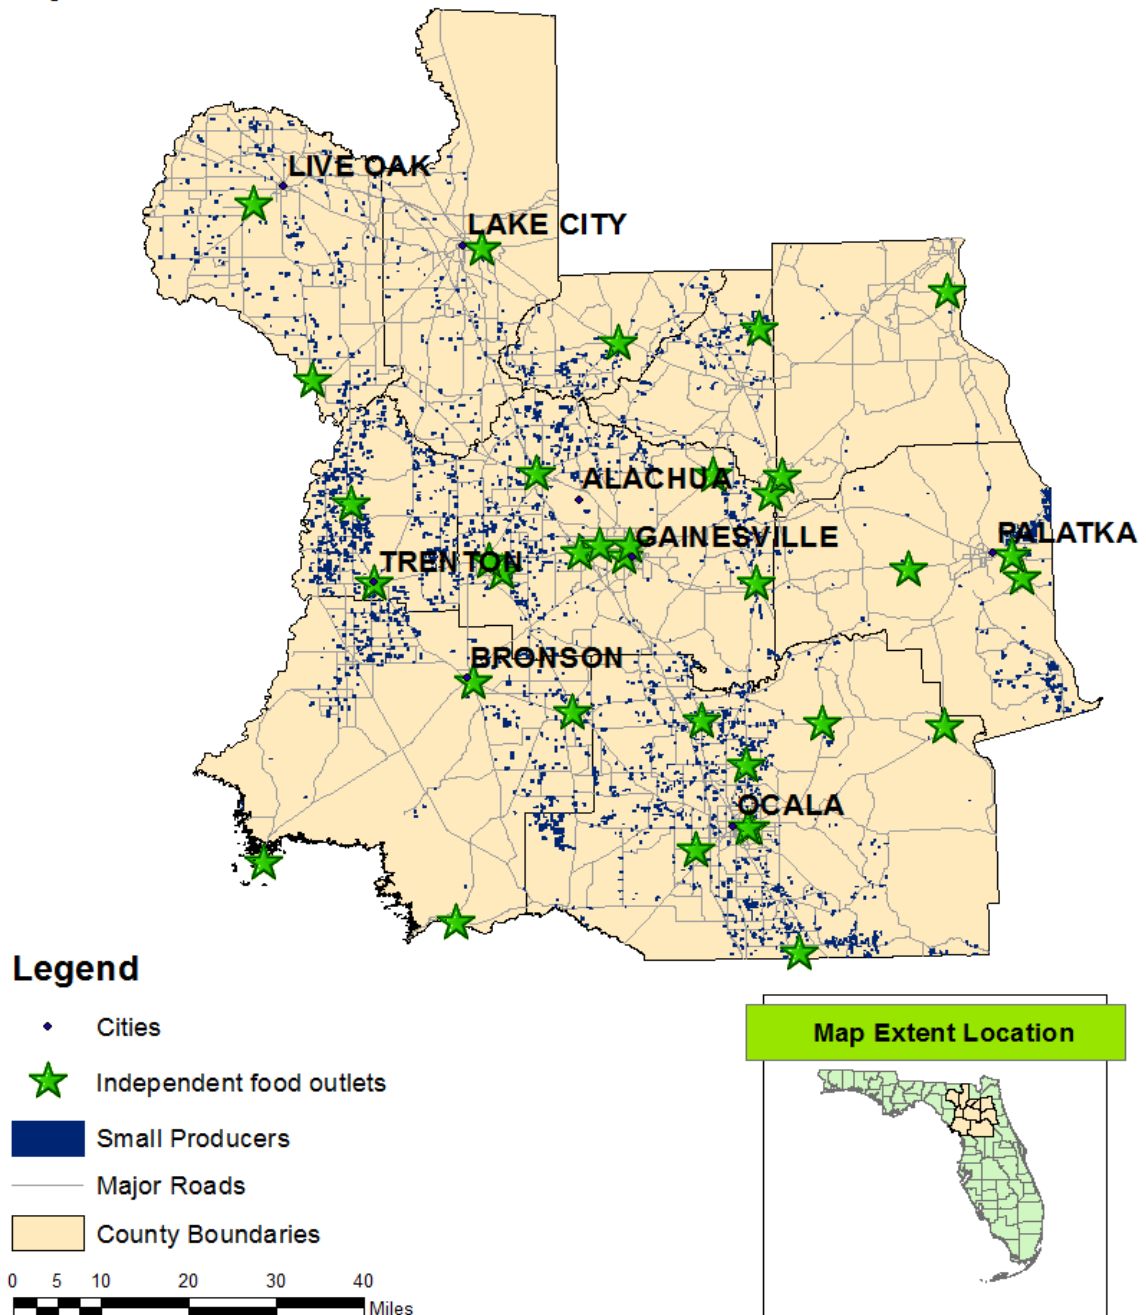 LIVE OAK
LAKE CITY
ALACHUA
GAINESVILLE
PALATKA
TRENTON
BRONSON
OCALA
Legend
Cities
Independent food outlets
Small Producers
Major Roads
County Boundaries
0 5 10 20 30 40
Miles
Map Extent Location